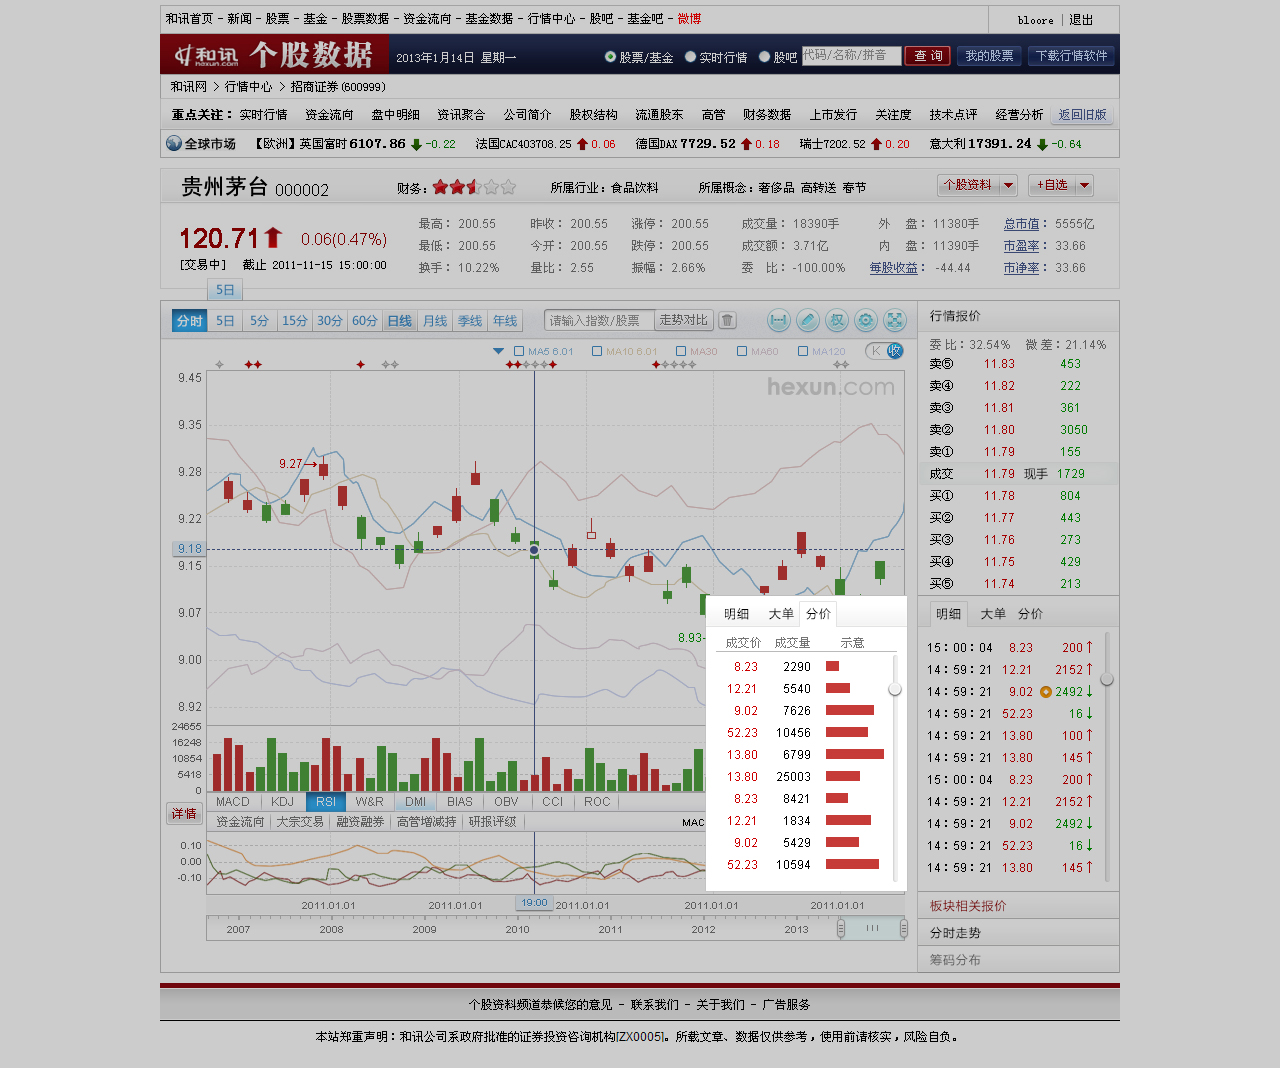 和讯首页 - 新闻 - 股票 - 基金 - 股票数据 - 资金流向 - 基金数据 - 行情中心 - 股吧 - 基金吧 - 微博
bloore | 退出
和讯 hexun.com 个股数据 2013年1月14日 星期一 股票/基金 实时行情 股吧 代码/名称/拼音 查 询 我的股票 下载行情软件
和讯网 > 行情中心 > 招商证券(600999)
重点关注： 实时行情 资金流向 盘中明细 资讯聚合 公司简介 股权结构 流通股东 高管 财务数据 上市发行 关注度 技术点评 经营分析 返回旧版
全球市场 【欧洲】英国富时6107.86 -0.22 法国CAC403708.25 0.06 德国DAX7729.52 0.18 瑞士7202.52 0.20 意大利17391.24 -0.64
贵州茅台 000002 财务： 所属行业：食品饮料 所属概念：奢侈品 高转送 春节 个股资料 +自选
最高： 200.55 昨收： 200.55 涨停： 200.55 成交量： 18390手 外 盘： 11380手 总市值： 5555亿
120.71 0.06(0.47%) 最低： 200.55 今开： 200.55 跌停： 200.55 成交额： 3.71亿 内 盘： 11390手 市盈率： 33.66
[交易中] 截止 2011-11-15 15:00:00 换手： 10.22% 量比： 2.55 振幅： 2.66% 委 比： -100.00% 每股收益： -44.44 市净率： 33.66
5日
分时 5日 5分 15分 30分 60分 日线 月线 季线 年线 请输入指数/股票 走势对比 权
MA5 6.01 MA10 6.01 MA30 MA60 MA120 K 收
hexun.com
9.45
9.35
9.28
9.22
9.18
9.15
9.07
9.00
8.92
9.27
8.93
24655
16248
10854
5418
0
详情
MACD KDJ RSI W&R DMI BIAS OBV CCI ROC
资金流向 大宗交易 融资融券 高管增减持 研报评级 MAC
0.10
0.00
-0.10
2011.01.01 2011.01.01 19:00 2011.01.01 2011.01.01 2011.01.01
2007 2008 2009 2010 2011 2012 2013
明细 大单 分价
成交价 成交量 示意
8.23 2290
12.21 5540
9.02 7626
52.23 10456
13.80 6799
13.80 25003
8.23 8421
12.21 1834
9.02 5429
52.23 10594
行情报价
委 比：32.54% 微 差：21.14%
卖⑤ 11.83 453
卖④ 11.82 222
卖③ 11.81 361
卖② 11.80 3050
卖① 11.79 155
成交 11.79 现手 1729
买① 11.78 804
买② 11.77 443
买③ 11.76 273
买④ 11.75 429
买⑤ 11.74 213
明细 大单 分价
15：00：04 8.23 200↑
14：59：21 12.21 2152↑
14：59：21 9.02 2492↓
14：59：21 52.23 16↓
14：59：21 13.80 100↑
14：59：21 13.80 145↑
15：00：04 8.23 200↑
14：59：21 12.21 2152↑
14：59：21 9.02 2492↓
14：59：21 52.23 16↓
14：59：21 13.80 145↑
板块相关报价
分时走势
筹码分布
个股资料频道恭候您的意见 - 联系我们 - 关于我们 - 广告服务
本站郑重声明：和讯公司系政府批准的证券投资咨询机构[ZX0005]。所载文章、数据仅供参考，使用前请核实，风险自负。